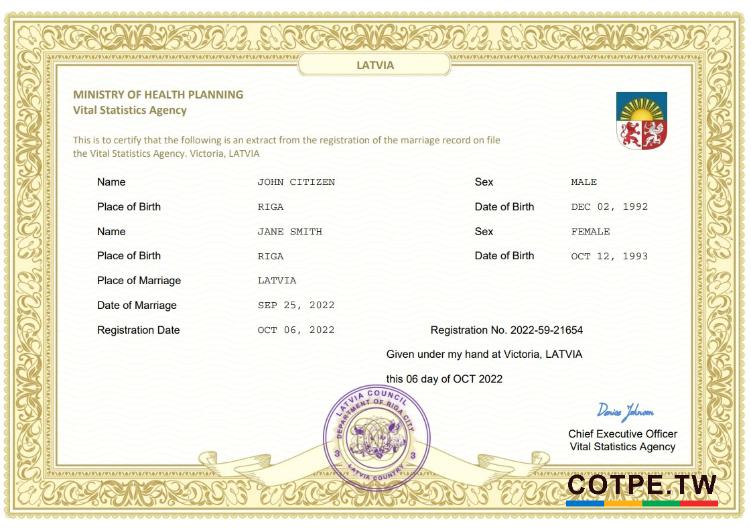 LATVIA
MINISTRY OF HEALTH PLANNING
Vital Statistics Agency
This is to certify that the following is an extract from the registration of the marriage record on file
the Vital Statistics Agency. Victoria, LATVIA
Name JOHN CITIZEN Sex MALE
Place of Birth RIGA Date of Birth DEC 02, 1992
Name JANE SMITH Sex FEMALE
Place of Birth RIGA Date of Birth OCT 12, 1993
Place of Marriage LATVIA
Date of Marriage SEP 25, 2022
Registration Date OCT 06, 2022 Registration No. 2022-59-21654
Given under my hand at Victoria, LATVIA
this 06 day of OCT 2022
LATVIA COUNCIL
DEPARTMENT OF RIGA CITY
3 3
LATVIA COUNTRY
Denise Johnson
Chief Executive Officer
Vital Statistics Agency
COTPE.TW